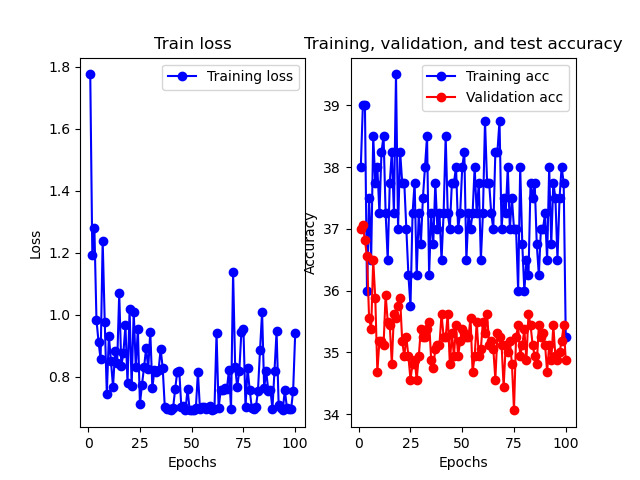 Train loss
Training, validation, and test accuracy
1.8
1.6
1.4
1.2
1.0
0.8
Loss
Training loss
0
25
50
75
100
Epochs
39
38
37
36
35
34
Accuracy
Training acc
Validation acc
0
25
50
75
100
Epochs